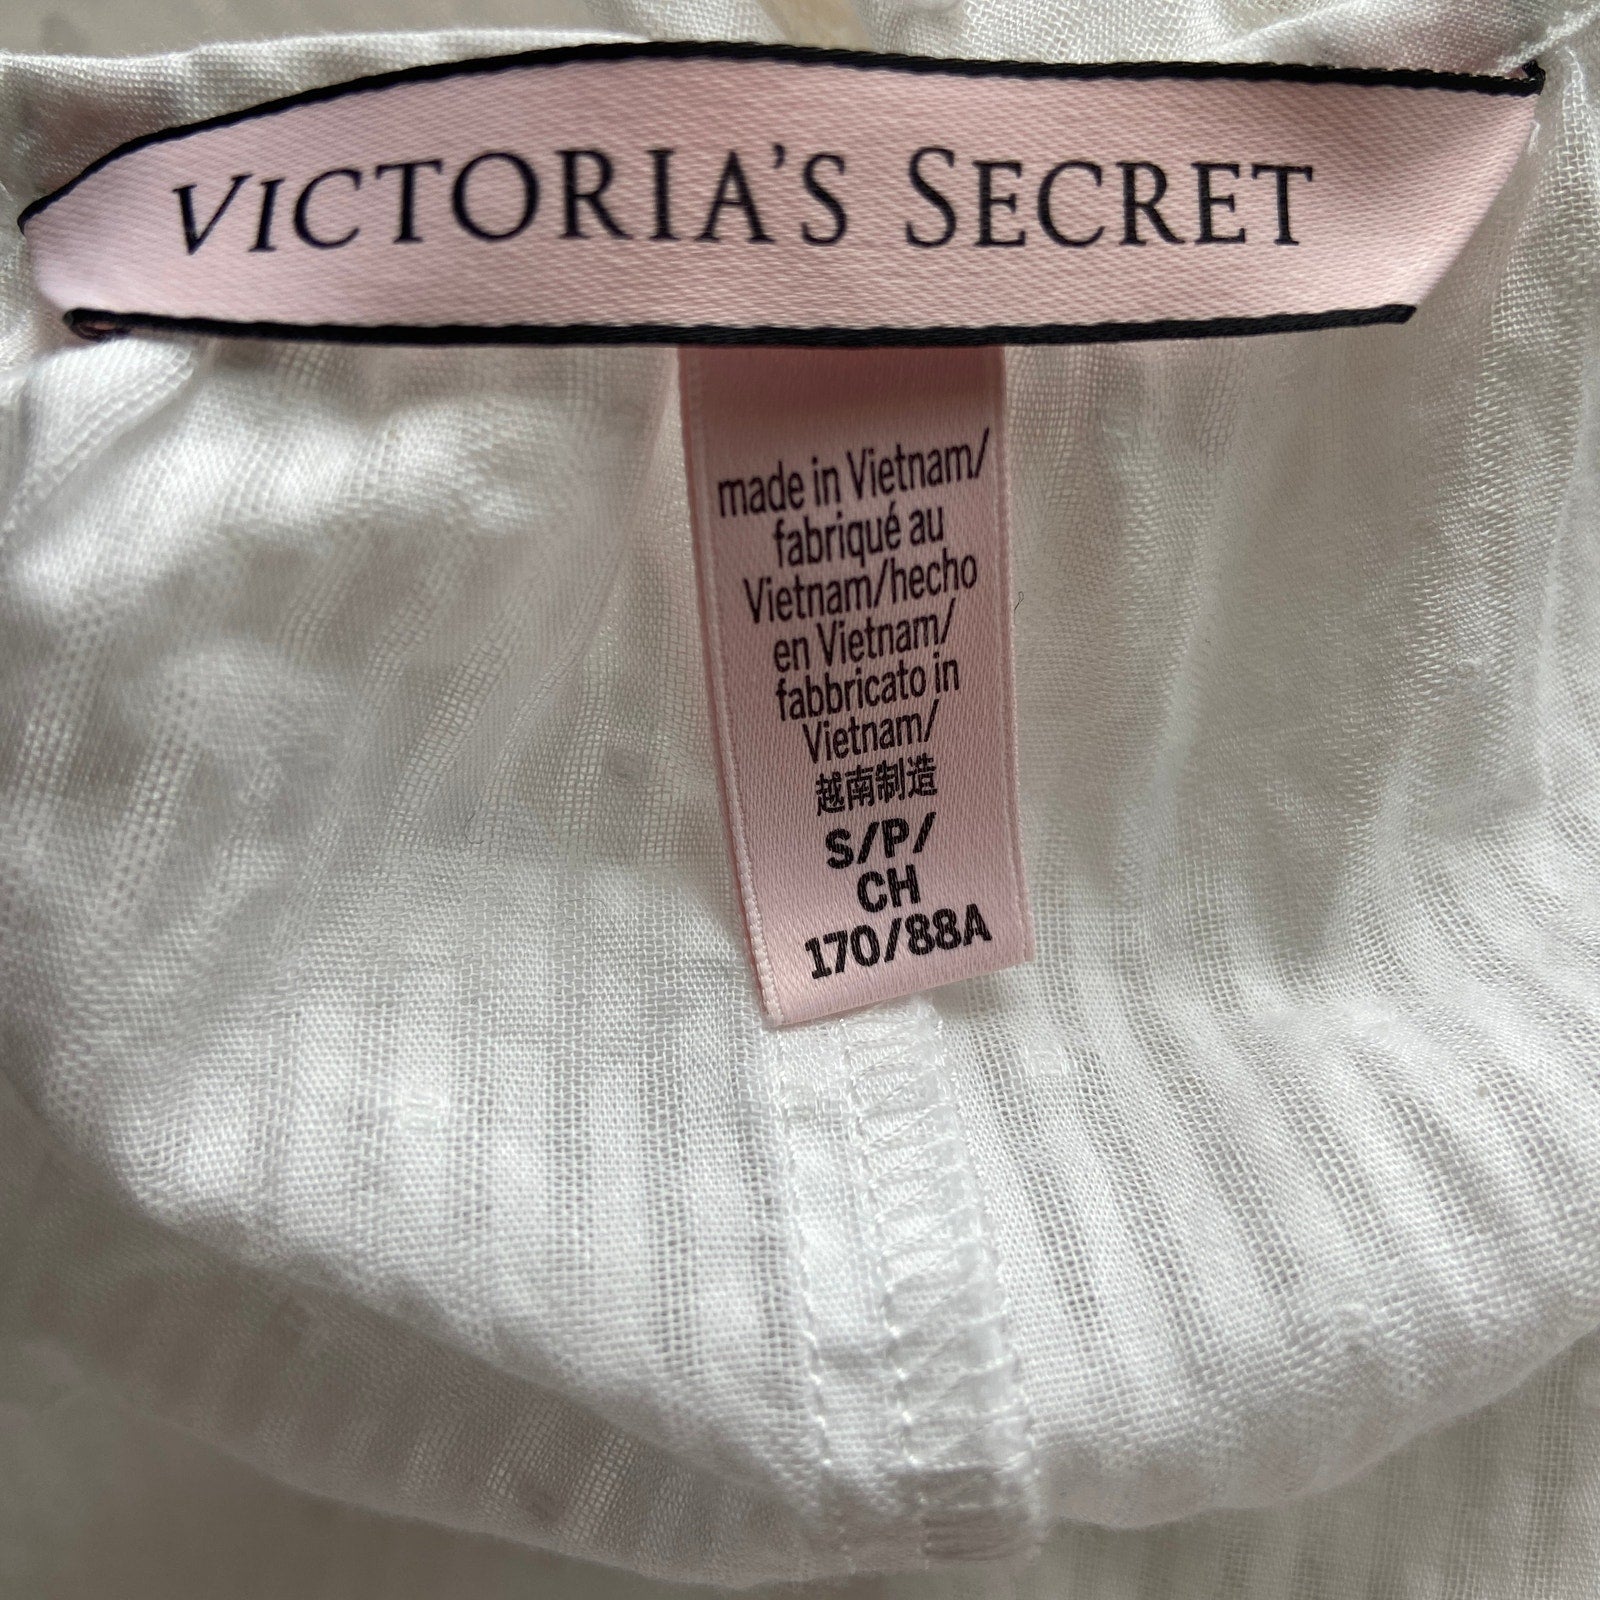 VICTORIA'S SECRET
made in Vietnam/
fabriqué au
Vietnam/hecho
en Vietnam/
fabbricato in
Vietnam/
越南制造
S/P/
CH
170/88A